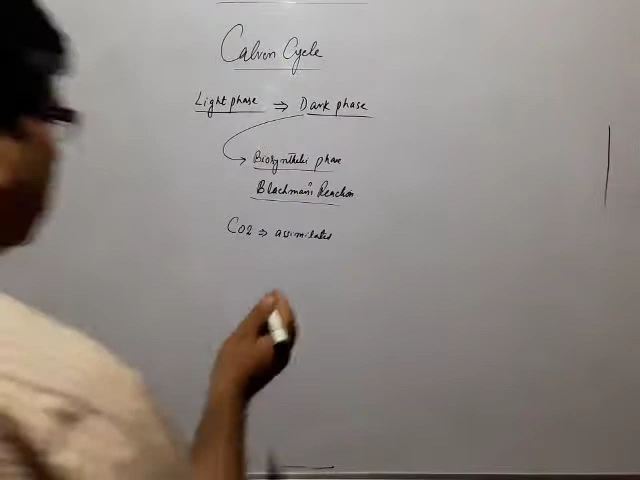 Calvin Cycle
Light phase ⇒ Dark phase
Biosynthetic phase
Blackman's Reaction
CO2 ⇒ assimilated